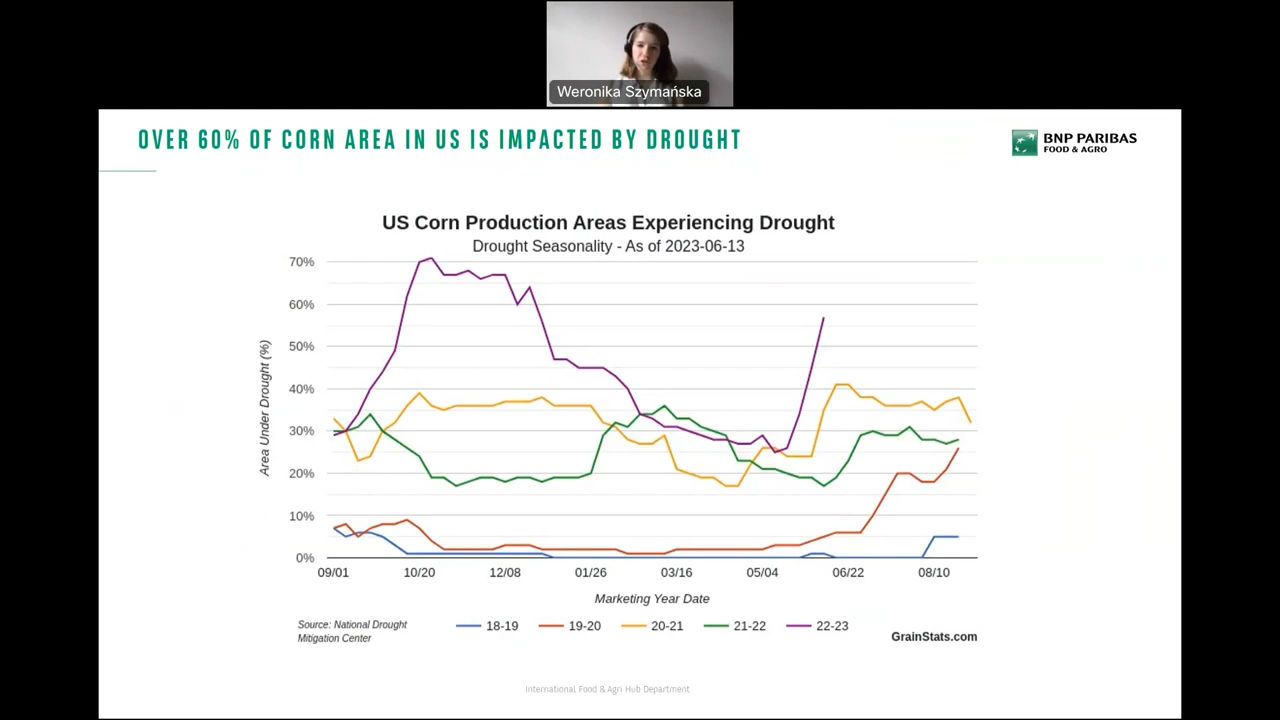 Weronika Szymańska
OVER 60% OF CORN AREA IN US IS IMPACTED BY DROUGHT
BNP PARIBAS
FOOD & AGRO
US Corn Production Areas Experiencing Drought
Drought Seasonality - As of 2023-06-13
70%
60%
50%
40%
30%
20%
10%
0%
Area Under Drought (%)
09/01 10/20 12/08 01/26 03/16 05/04 06/22 08/10
Marketing Year Date
Source: National Drought
Mitigation Center
18-19 19-20 20-21 21-22 22-23
GrainStats.com
International Food & Agri Hub Department